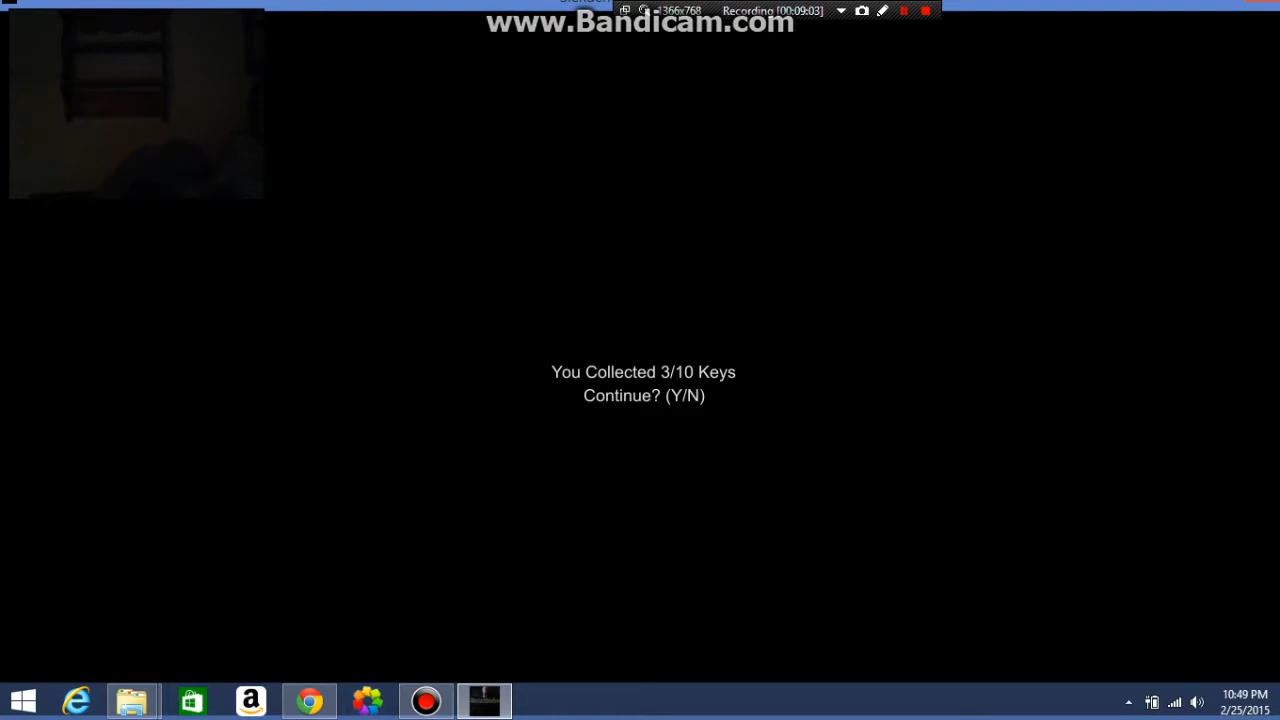 1366x768 Recording [00:09:03]
www.Bandicam.com
You Collected 3/10 Keys
Continue? (Y/N)
a
10:49 PM
2/25/2015